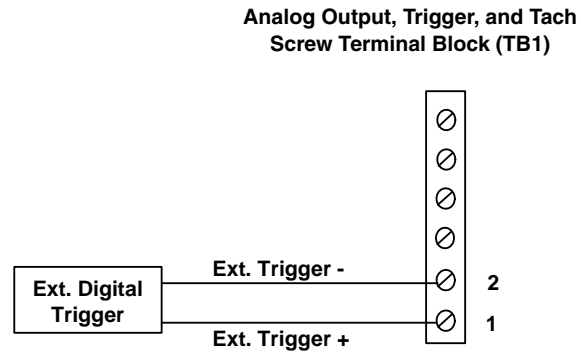 Analog Output, Trigger, and Tach
Screw Terminal Block (TB1)
Ext. Digital
Trigger
Ext. Trigger -
2
Ext. Trigger +
1